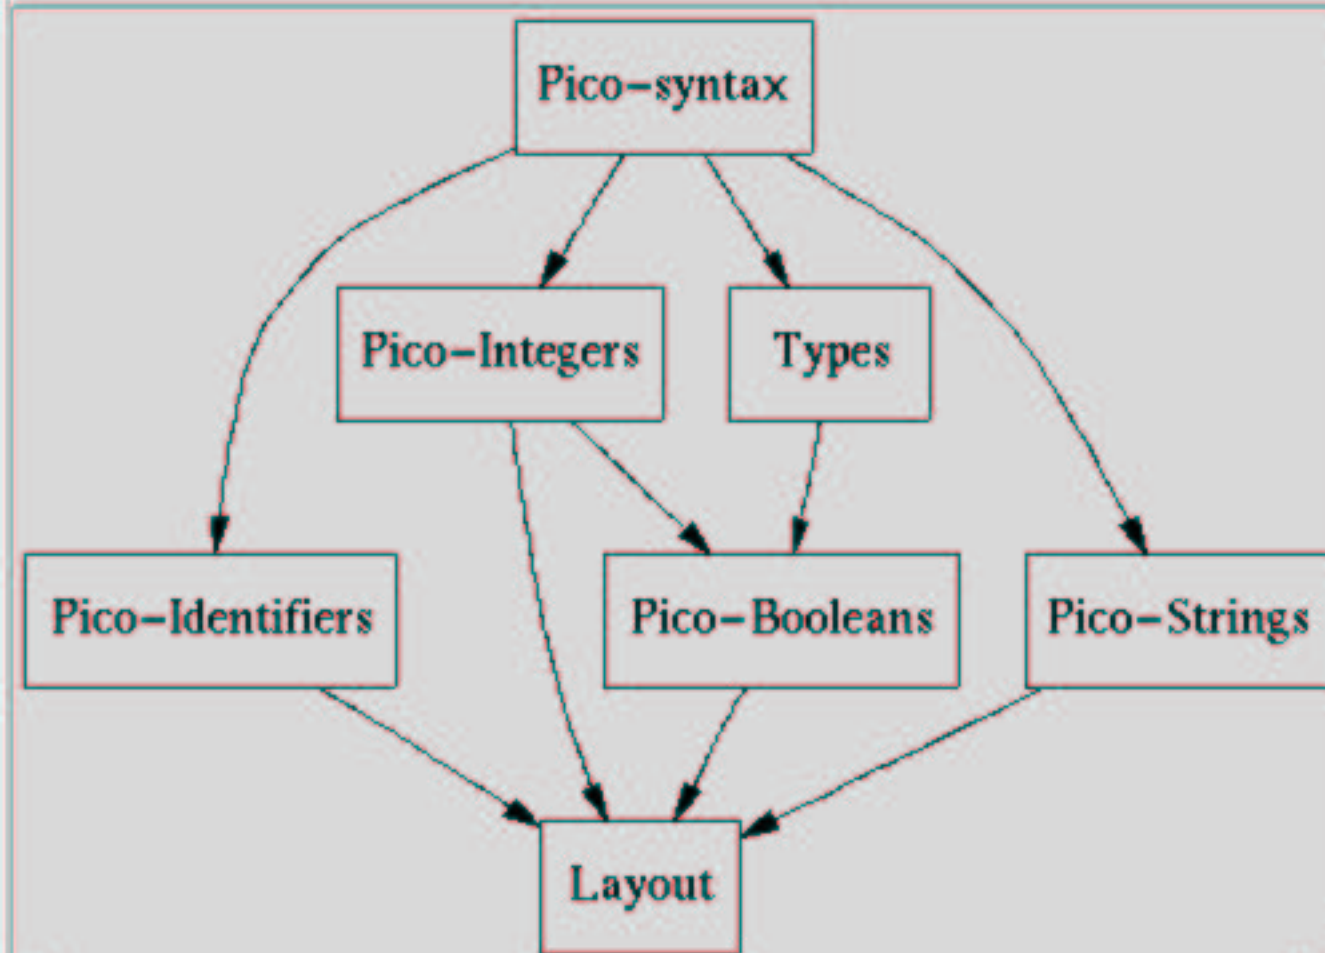 Pico-syntax
Pico-Integers
Types
Pico-Identifiers
Pico-Booleans
Pico-Strings
Layout